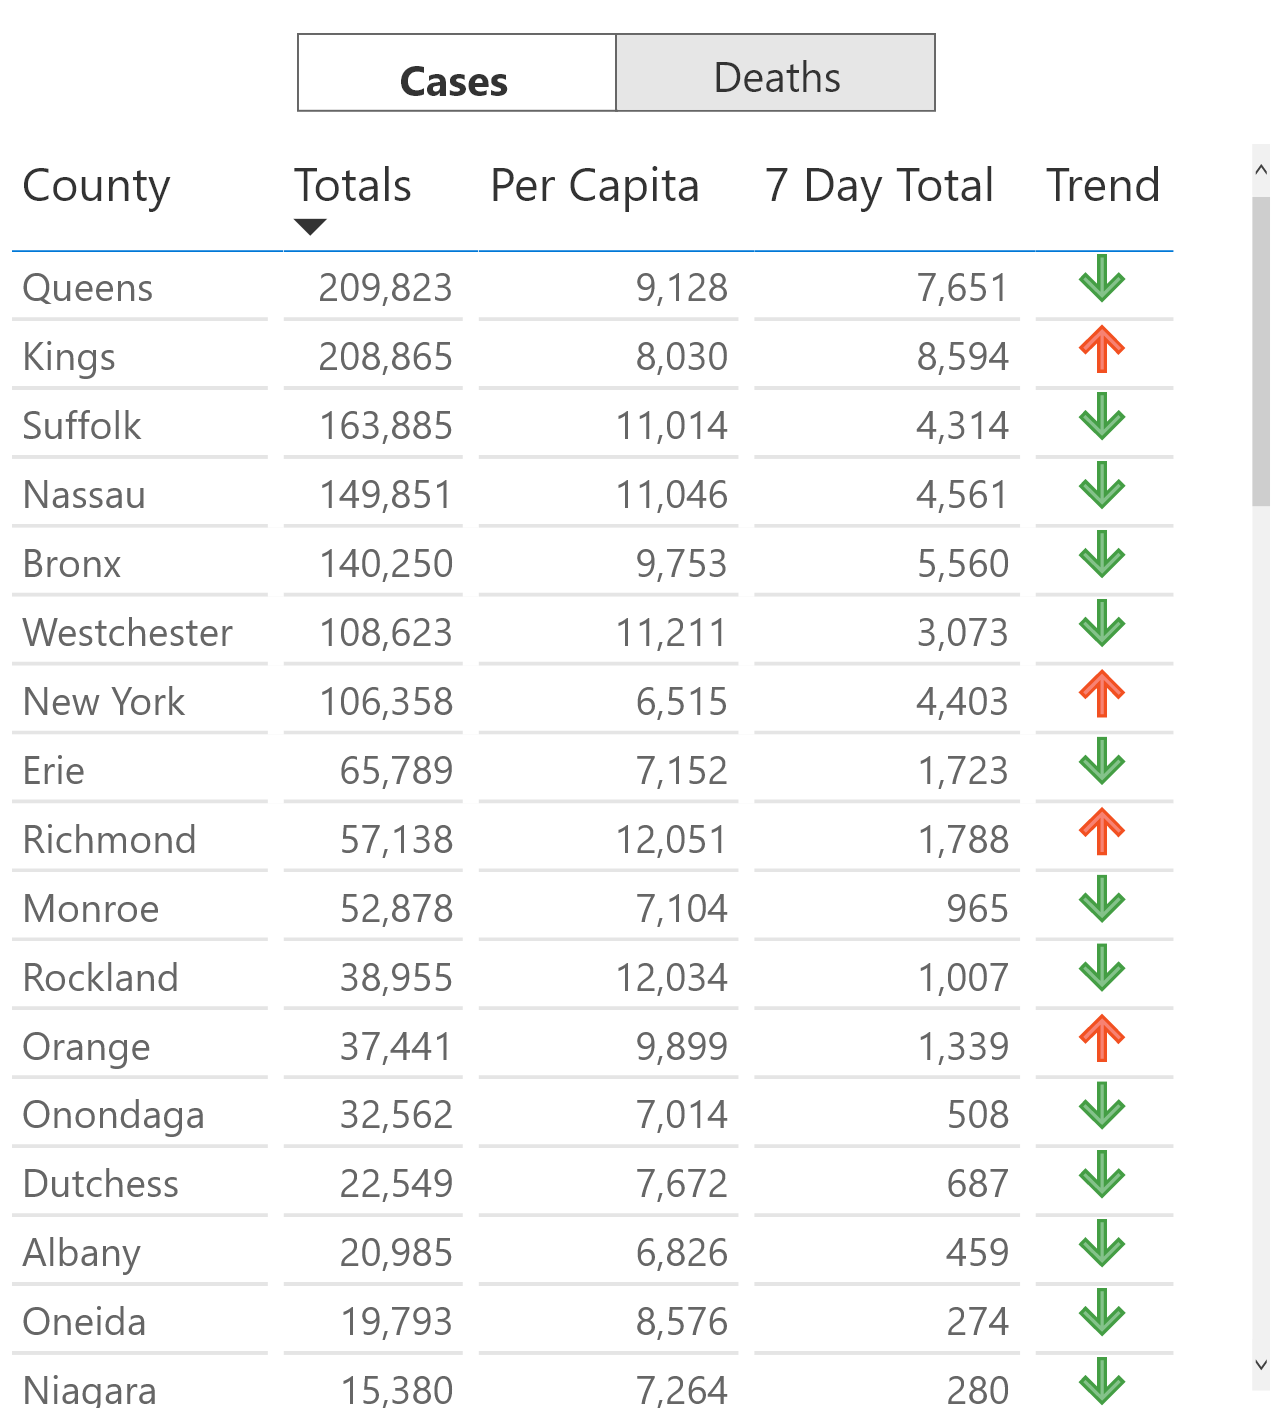 Cases Deaths
County Totals Per Capita 7 Day Total Trend
Queens 209,823 9,128 7,651
Kings 208,865 8,030 8,594
Suffolk 163,885 11,014 4,314
Nassau 149,851 11,046 4,561
Bronx 140,250 9,753 5,560
Westchester 108,623 11,211 3,073
New York 106,358 6,515 4,403
Erie 65,789 7,152 1,723
Richmond 57,138 12,051 1,788
Monroe 52,878 7,104 965
Rockland 38,955 12,034 1,007
Orange 37,441 9,899 1,339
Onondaga 32,562 7,014 508
Dutchess 22,549 7,672 687
Albany 20,985 6,826 459
Oneida 19,793 8,576 274
Niagara 15,380 7,264 280